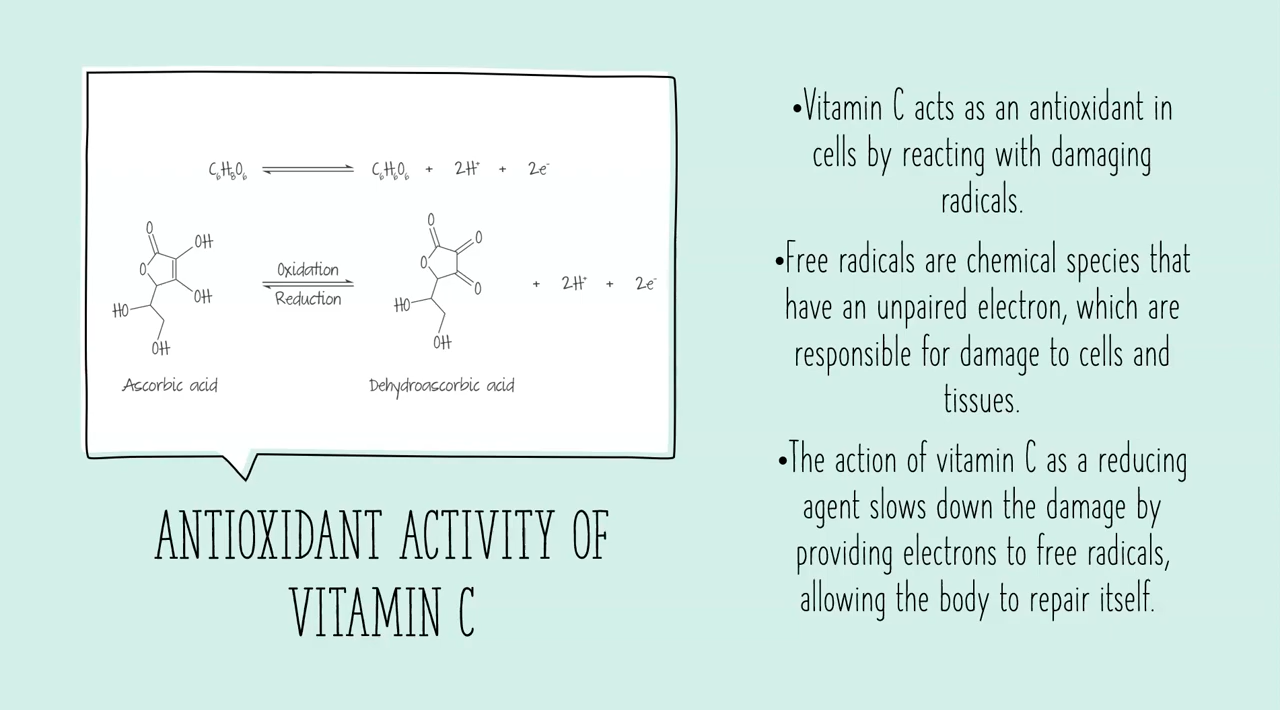 C₆H₈O₆ ⇌ C₆H₆O₆ + 2H⁺ + 2e⁻
O
OH
O
OH
HO
OH
Ascorbic acid
Oxidation
Reduction
O
O
O
O
HO
OH
+ 2H⁺ + 2e⁻
Dehydroascorbic acid
ANTIOXIDANT ACTIVITY OF
VITAMIN C
•Vitamin C acts as an antioxidant in
cells by reacting with damaging
radicals.
•Free radicals are chemical species that
have an unpaired electron, which are
responsible for damage to cells and
tissues.
•The action of vitamin C as a reducing
agent slows down the damage by
providing electrons to free radicals,
allowing the body to repair itself.